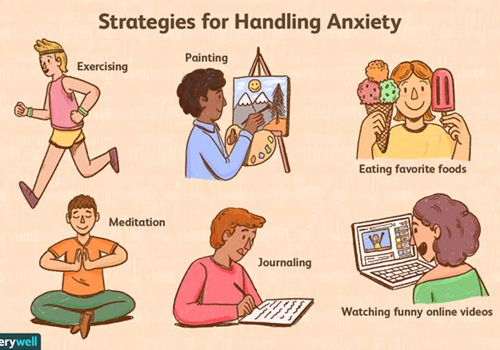 Strategies for Handling Anxiety
Exercising
Painting
Eating favorite foods
Meditation
Journaling
Watching funny online videos
erywell